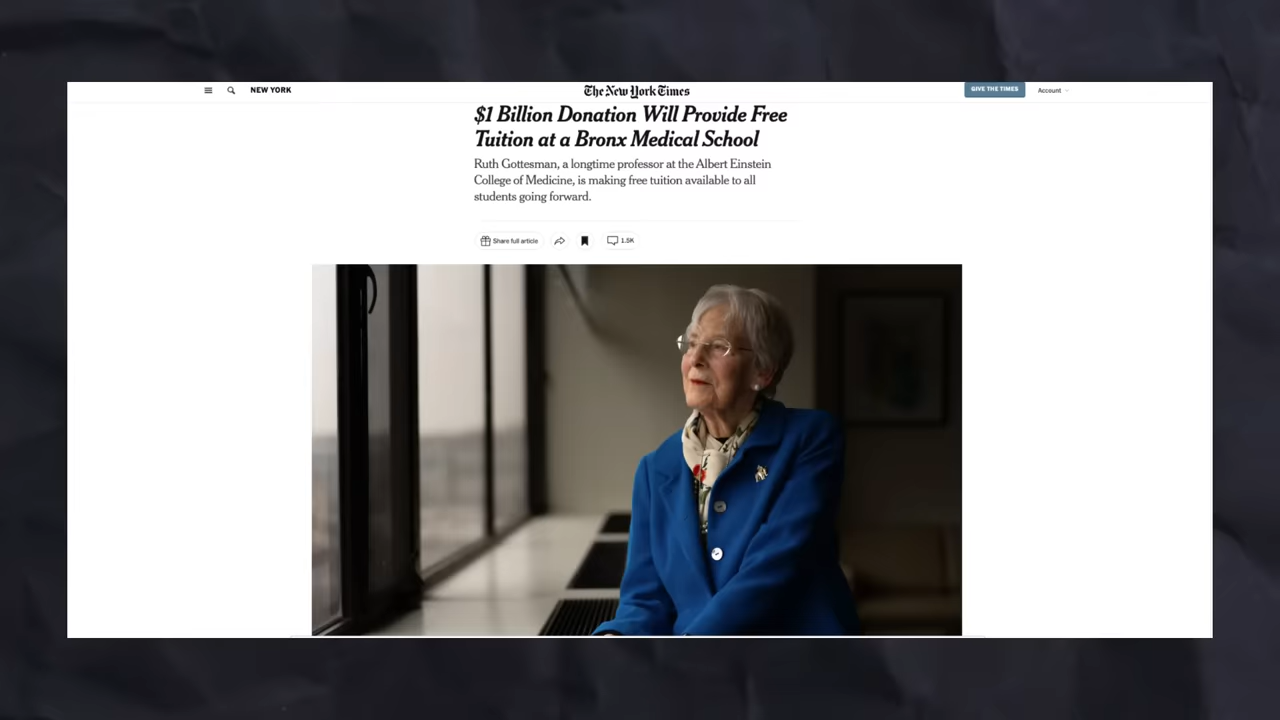 NEW YORK
The New York Times
GIVE THE TIMES
Account
$1 Billion Donation Will Provide Free
Tuition at a Bronx Medical School
Ruth Gottesman, a longtime professor at the Albert Einstein
College of Medicine, is making free tuition available to all
students going forward.
Share full article
1.5K